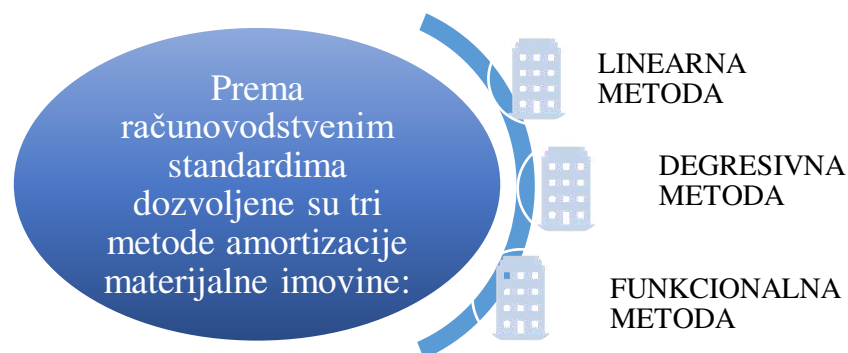 Prema
računovodstvenim
standardima
dozvoljene su tri
metode amortizacije
materijalne imovine:
LINEARNA
METODA
DEGRESIVNA
METODA
FUNKCIONALNA
METODA